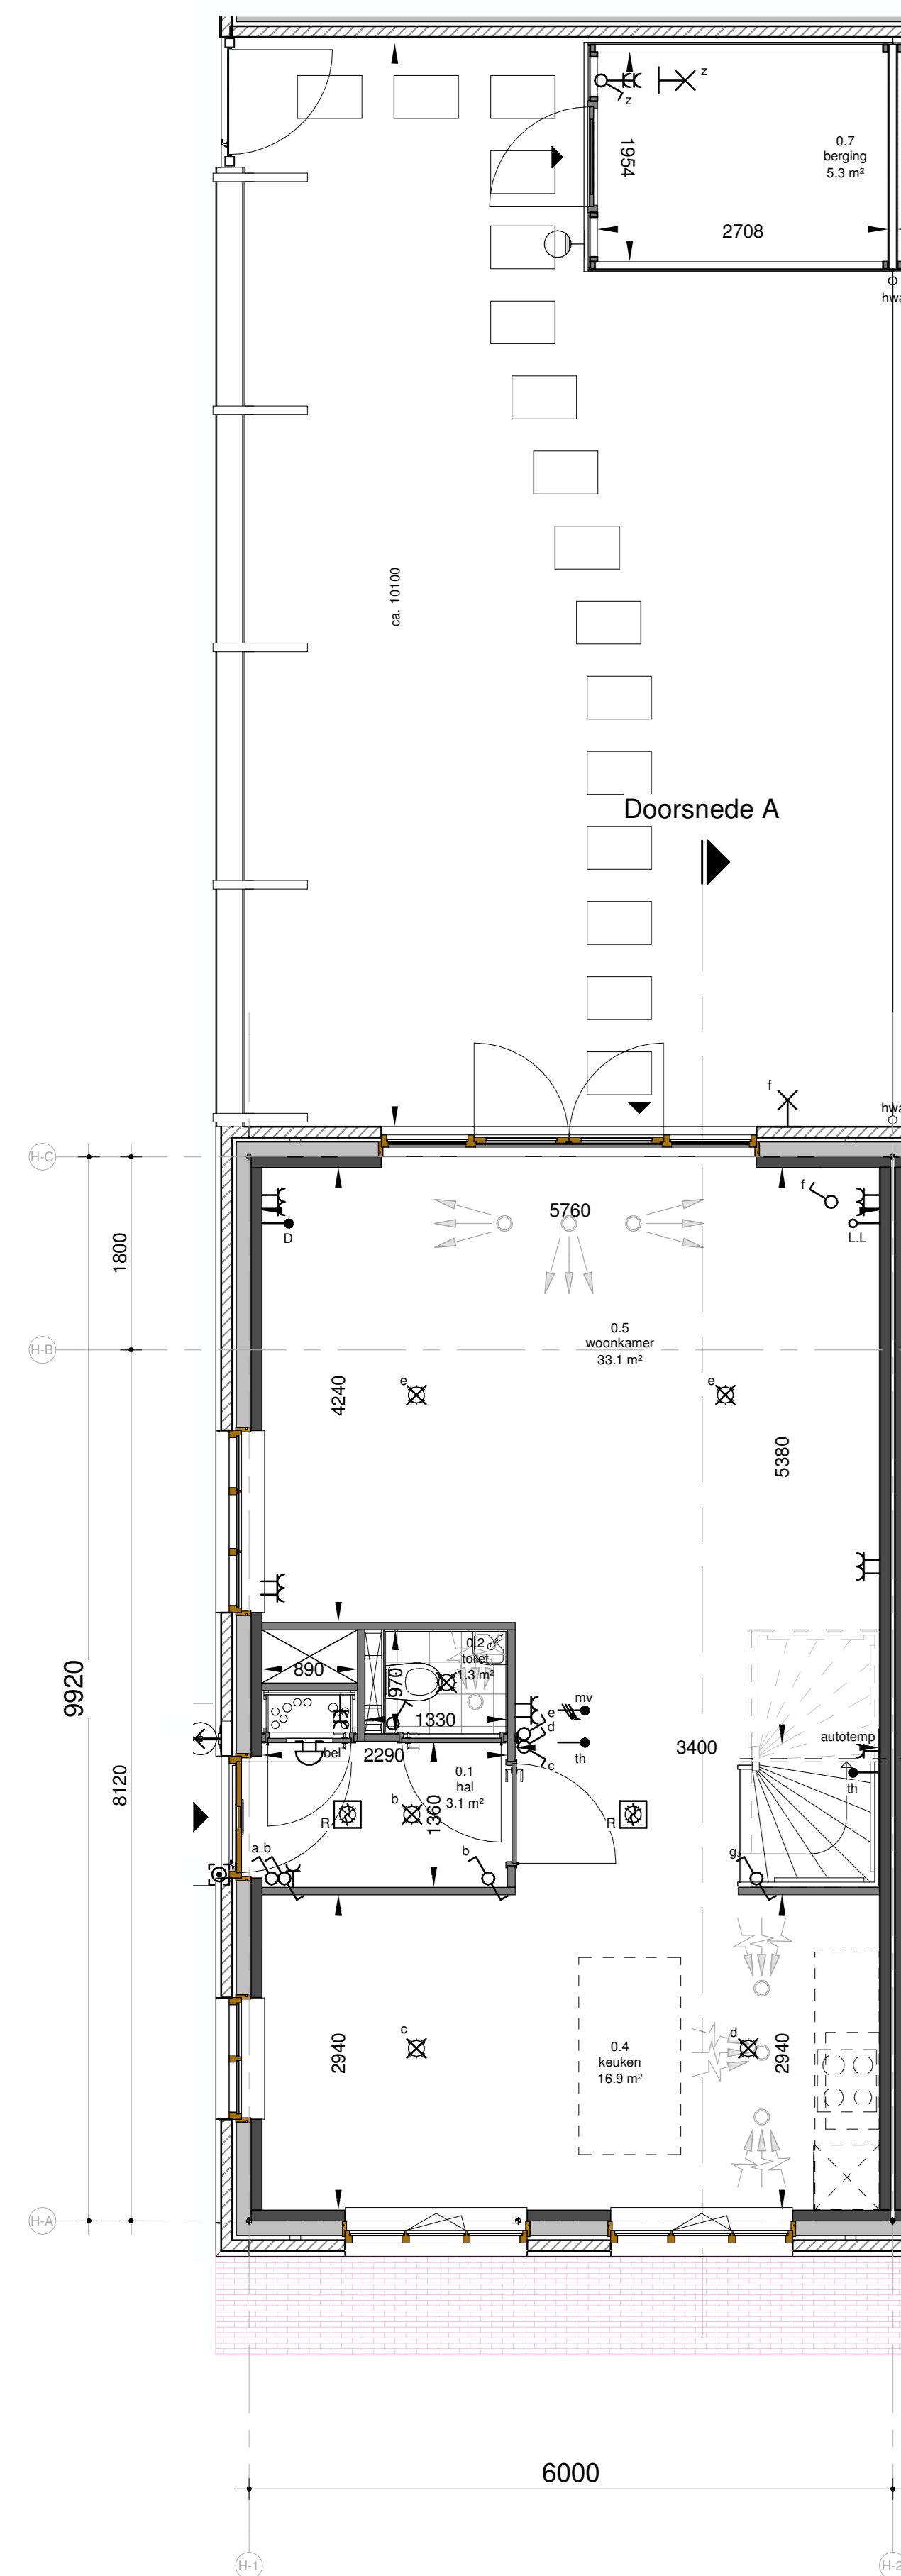 z
z
1954
0.7
berging
5.3 m²
2708
hwa
ca. 10100
Doorsnede A
f
hwa
H-C
f
5760
D
L.L
1800
0.5
woonkamer
33.1 m²
H-B
e
e
4240
5380
0.2
toilet
1.3 m²
890
970
9920
mv
e
d
1330
3400
autotemp
bel
2290
th
c
0.1
hal
3.1 m²
th
8120
b
1360
R
R
a b
b
g
c
d
2940
0.4
keuken
16.9 m²
2940
H-A
6000
H-1
H-2